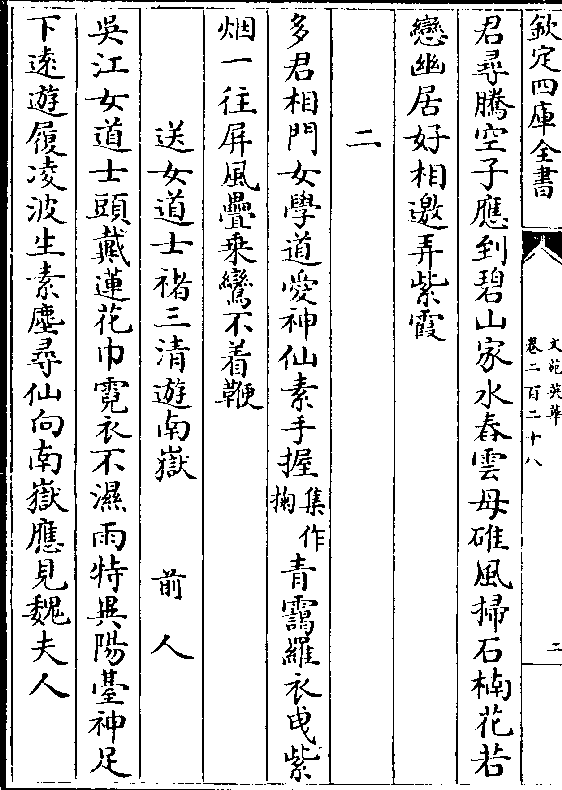 欽定四庫全書
文苑英華
卷二百二十八
二
君尋騰空子應到碧山家水舂雲母碓風掃石楠花若
戀幽居好相邀弄紫霞
二
多君相門女學道愛神仙素手握集作掬青靄羅衣曵紫
烟一往屏風疊乗鸞不着鞭
送女道士褚三清遊南嶽 前人
吳江女道士頭戴蓮花巾霓衣不濕雨特異陽臺神足
下遠遊履凌波生素塵尋仙向南嶽應見魏夫人